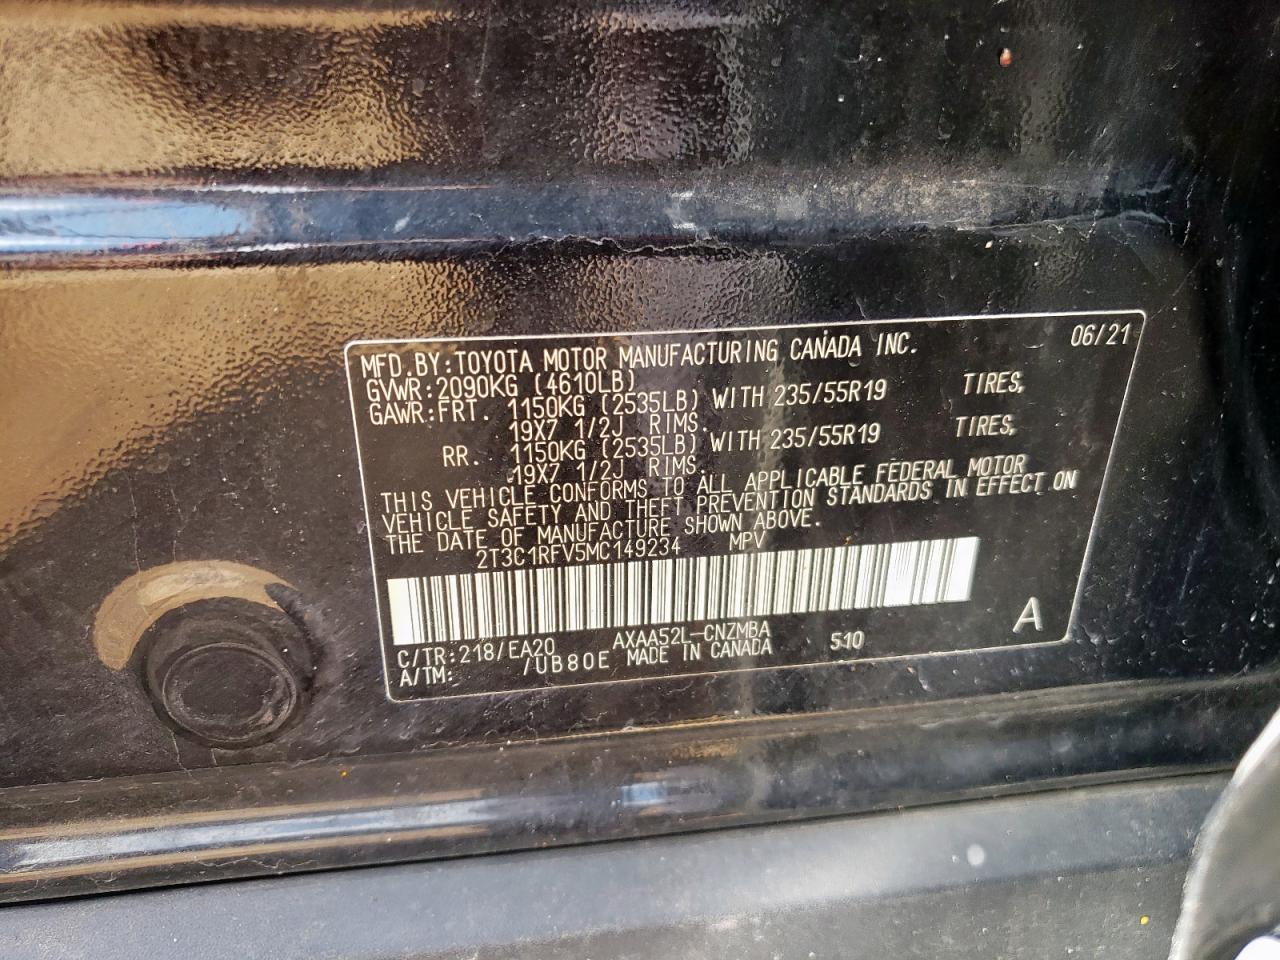 MFD.BY:TOYOTA MOTOR MANUFACTURING CANADA INC. 06/21
GVWR:2090KG (4610LB)
GAWR:FRT. 1150KG (2535LB) WITH 235/55R19 TIRES,
19X7 1/2J RIMS.
RR. 1150KG (2535LB) WITH 235/55R19 TIRES,
19X7 1/2J RIMS.
THIS VEHICLE CONFORMS TO ALL APPLICABLE FEDERAL MOTOR
VEHICLE SAFETY AND THEFT PREVENTION STANDARDS IN EFFECT ON
THE DATE OF MANUFACTURE SHOWN ABOVE.
2T3C1RFV5MC149234 MPV
C/TR:218/EA20 AXAA52L-CNZMBA 510 A
A/TM: /UB80E MADE IN CANADA